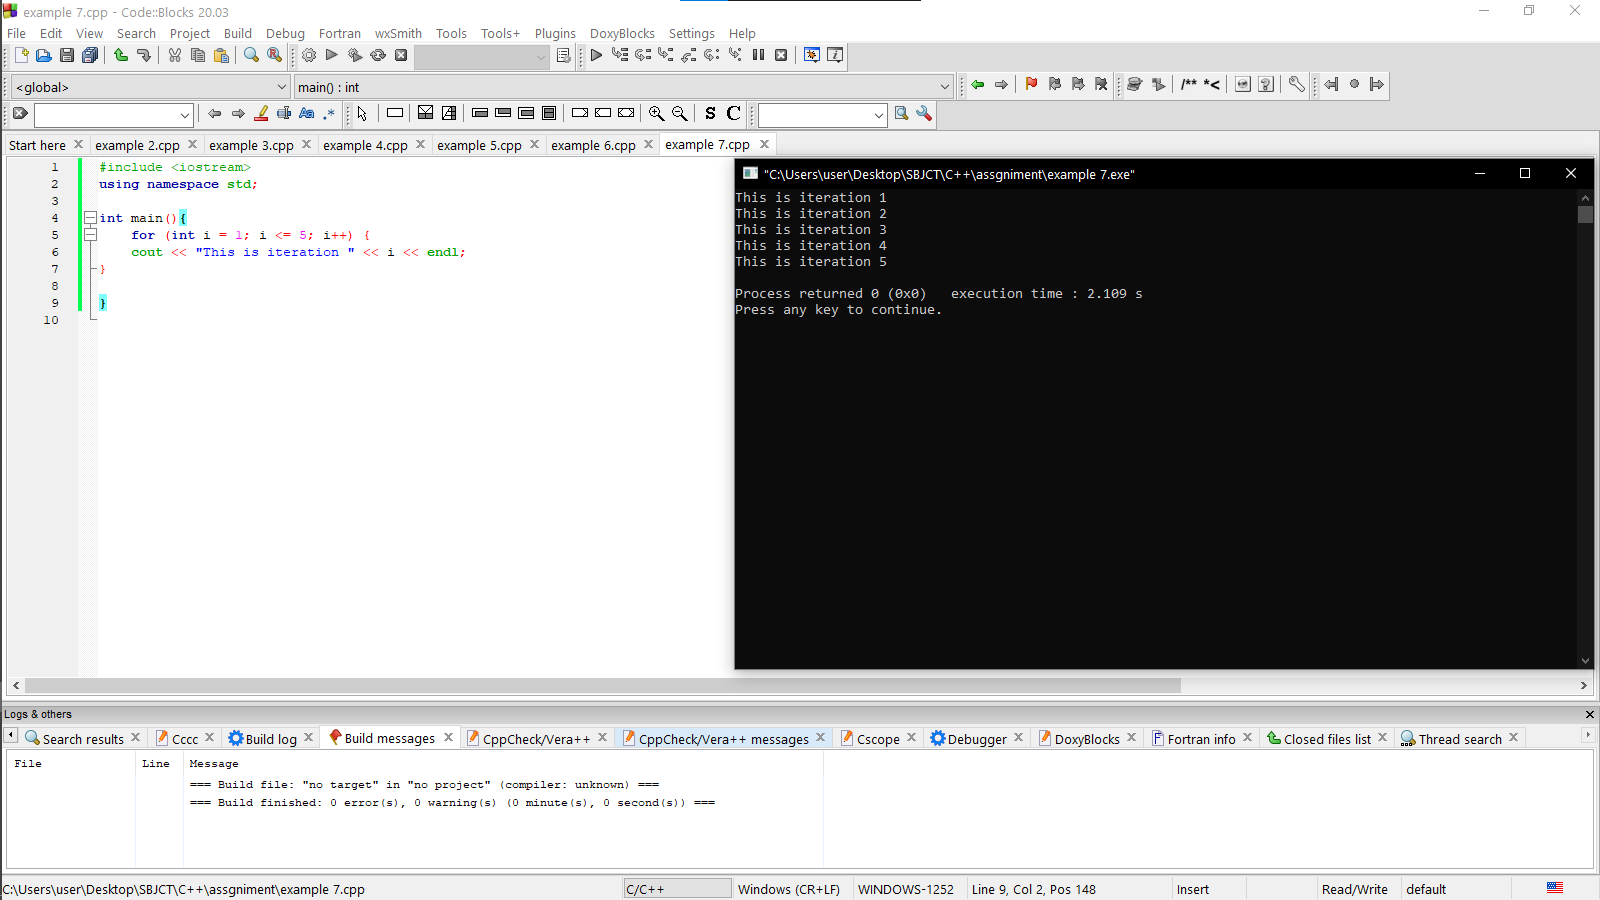 example 7.cpp - Code::Blocks 20.03
File Edit View Search Project Build Debug Fortran wxSmith Tools Tools+ Plugins DoxyBlocks Settings Help
<global> main() : int
/** *<
Aa .*
S C
Start here example 2.cpp example 3.cpp example 4.cpp example 5.cpp example 6.cpp example 7.cpp
1 #include <iostream>
2 using namespace std;
3
4 int main(){
5 for (int i = 1; i <= 5; i++) {
6 cout << "This is iteration " << i << endl;
7 }
8
9 }
10
"C:\Users\user\Desktop\SBJCT\C++\assgniment\example 7.exe"
This is iteration 1
This is iteration 2
This is iteration 3
This is iteration 4
This is iteration 5
Process returned 0 (0x0) execution time : 2.109 s
Press any key to continue.
Logs & others
Search results Cccc Build log Build messages CppCheck/Vera++ CppCheck/Vera++ messages Cscope Debugger DoxyBlocks Fortran info Closed files list Thread search
File Line Message
=== Build file: "no target" in "no project" (compiler: unknown) ===
=== Build finished: 0 error(s), 0 warning(s) (0 minute(s), 0 second(s)) ===
C:\Users\user\Desktop\SBJCT\C++\assgniment\example 7.cpp C/C++ Windows (CR+LF) WINDOWS-1252 Line 9, Col 2, Pos 148 Insert Read/Write default